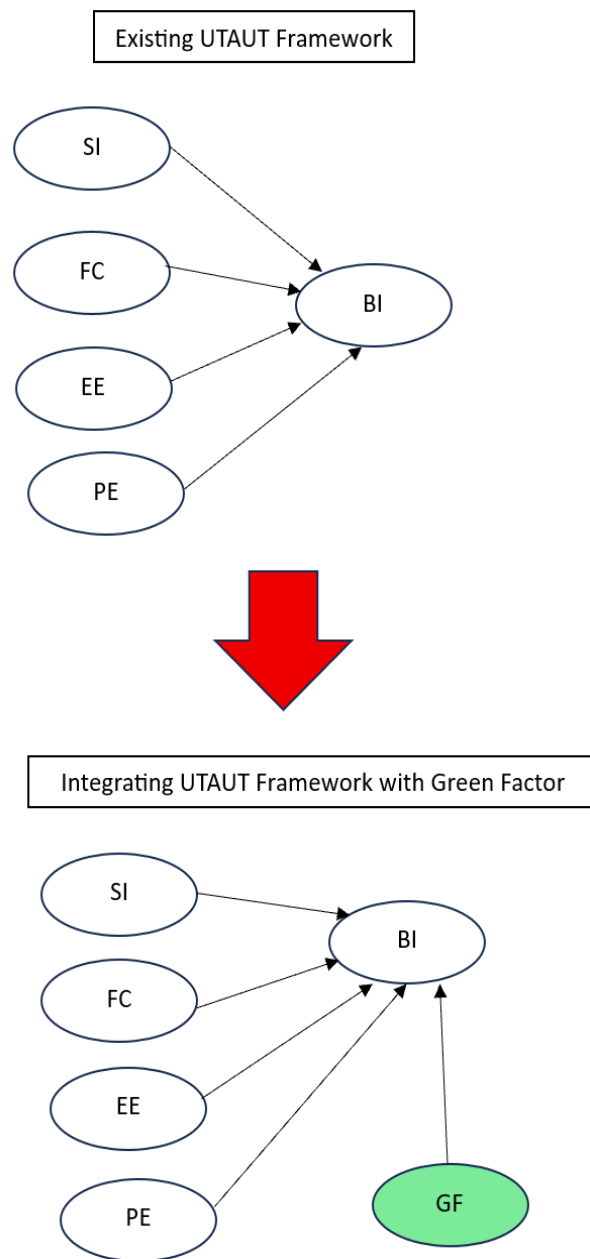 Existing UTAUT Framework
SI
FC
BI
EE
PE
Integrating UTAUT Framework with Green Factor
SI
BI
FC
EE
PE
GF